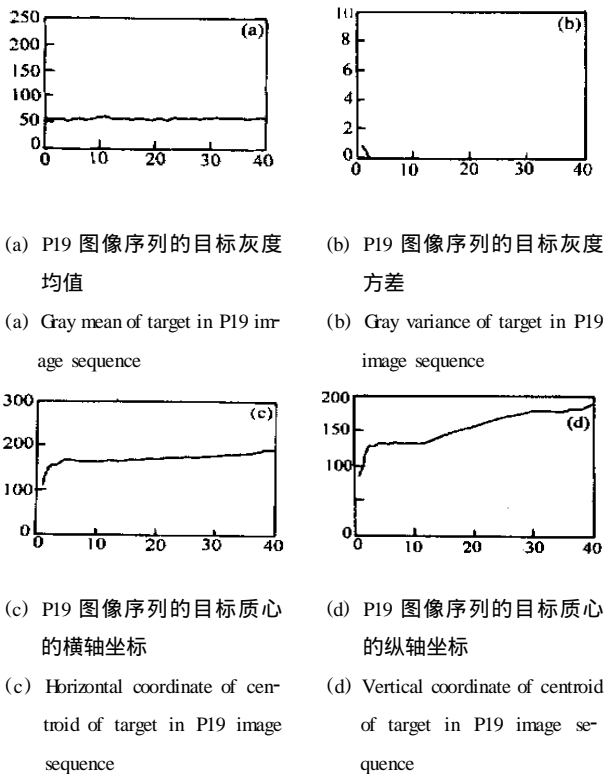 250
200
150
100
50
0
0 10 20 30 40
(a)
10
8
6
4
2
0
0 10 20 30 40
(b)
(a) P19 图像序列的目标灰度
均值
(a) Gray mean of target in P19 im-
age sequence
(b) P19 图像序列的目标灰度
方差
(b) Gray variance of target in P19
image sequence
300
200
100
0
0 10 20 30 40
(c)
200
150
100
0
0 10 20 30 40
(d)
(c) P19 图像序列的目标质心
的横轴坐标
(c) Horizontal coordinate of cen-
troid of target in P19 image
sequence
(d) P19 图像序列的目标质心
的纵轴坐标
(d) Vertical coordinate of centroid
of target in P19 image se-
quence